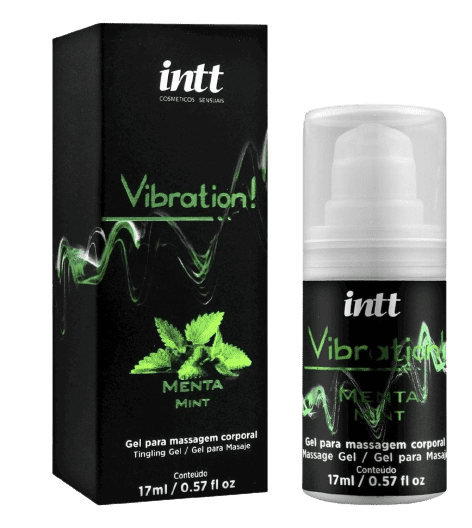 intt
COSMÉTICOS SENSUAIS
Vibration!
MENTA
MINT
Gel para massagem corporal
Tingling Gel / Gel para Masaje
Conteúdo
17ml / 0.57 fl oz
intt
Vibration!
MENTA
MINT
Gel para massagem corporal
Massage Gel / Gel para Masaje
Conteúdo
17ml / 0.57 fl oz